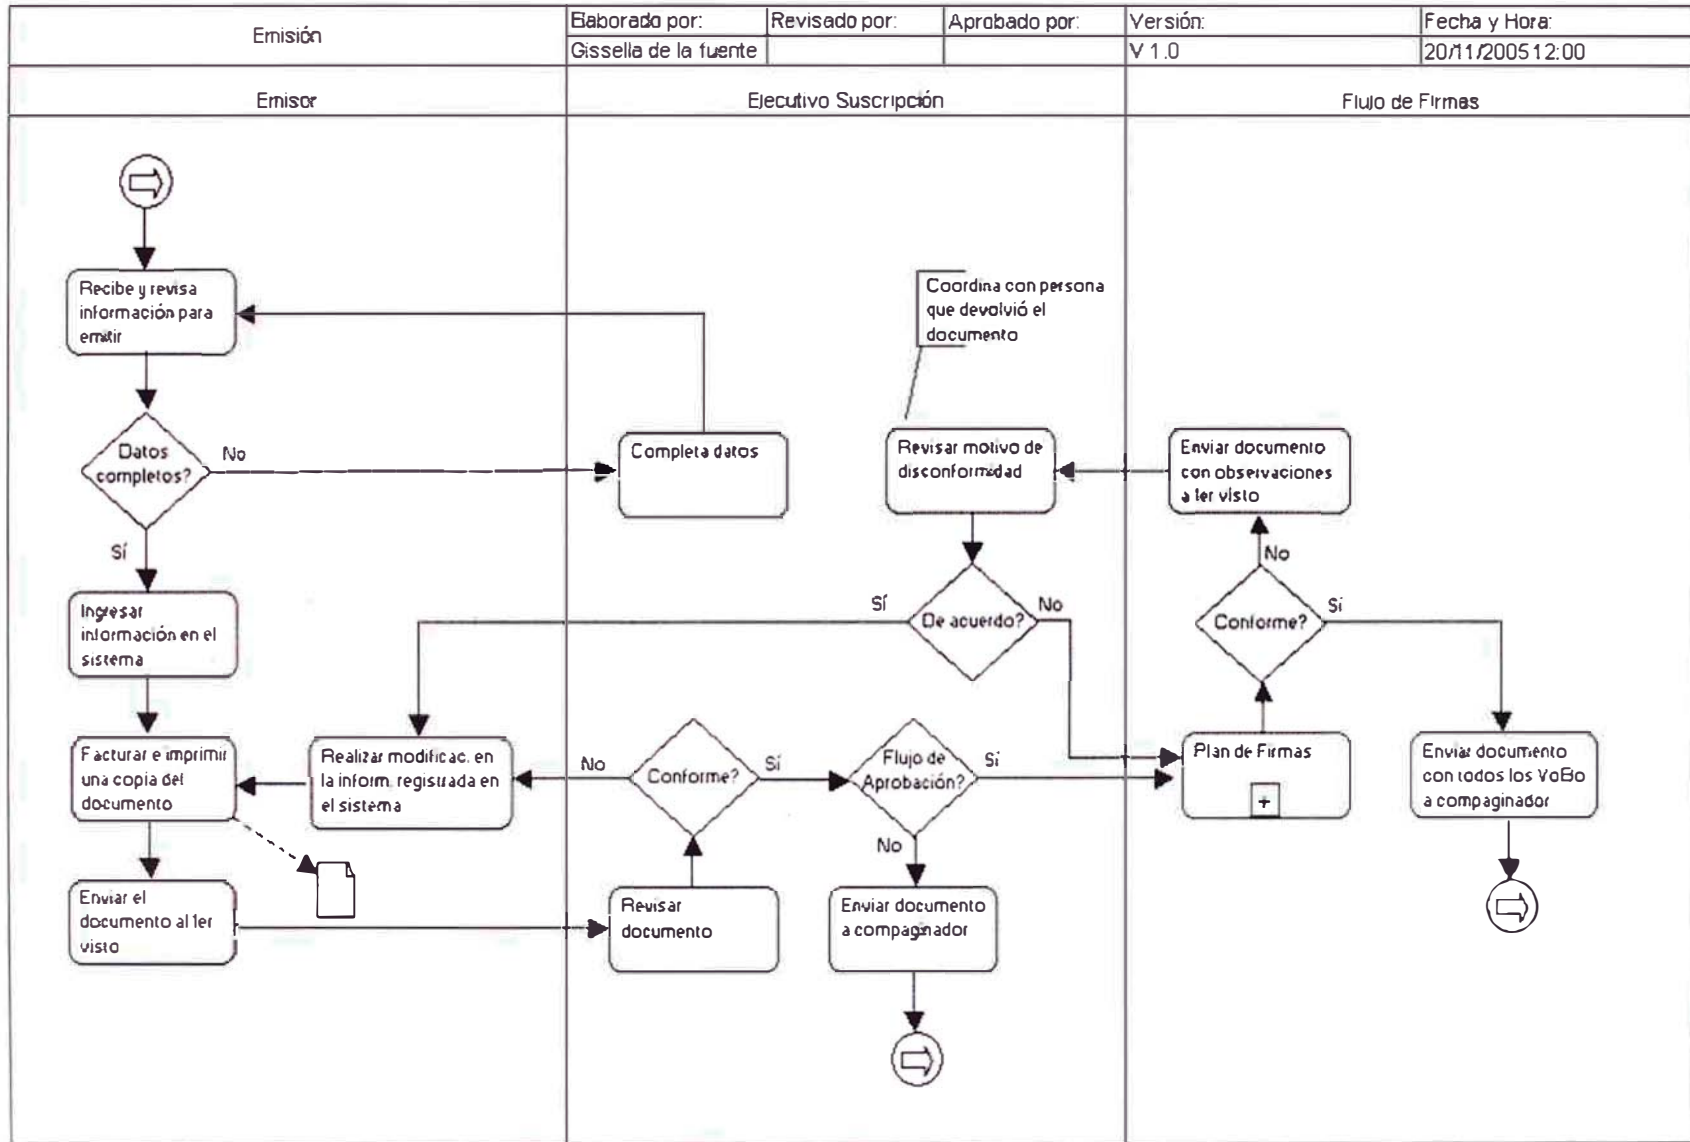 Emisión
Elaborado por:
Revisado por:
Aprobado por:
Versión:
Fecha y Hora:
Gissella de la fuente
V 1.0
20/11/2005 12:00
Emisor
Ejecutivo Suscripción
Flujo de Firmas
Recibe y revisa
información para
emitir
Coordina con persona
que devolvió el
documento
Datos
completos?
No
Completa datos
Revisar motivo de
disconformidad
Enviar documento
con observaciones
a 1er visto
Sí
No
Ingresar
información en el
sistema
Sí
De acuerdo?
No
Conforme?
Sí
Facturar e imprimir
una copia del
documento
Realizar modificac. en
la inform. registrada en
el sistema
No
Conforme?
Sí
Flujo de
Aprobación?
Sí
Plan de Firmas
+
Enviar documento
con todos los VoBo
a compaginador
No
Enviar el
documento al 1er
visto
Revisar
documento
Enviar documento
a compaginador